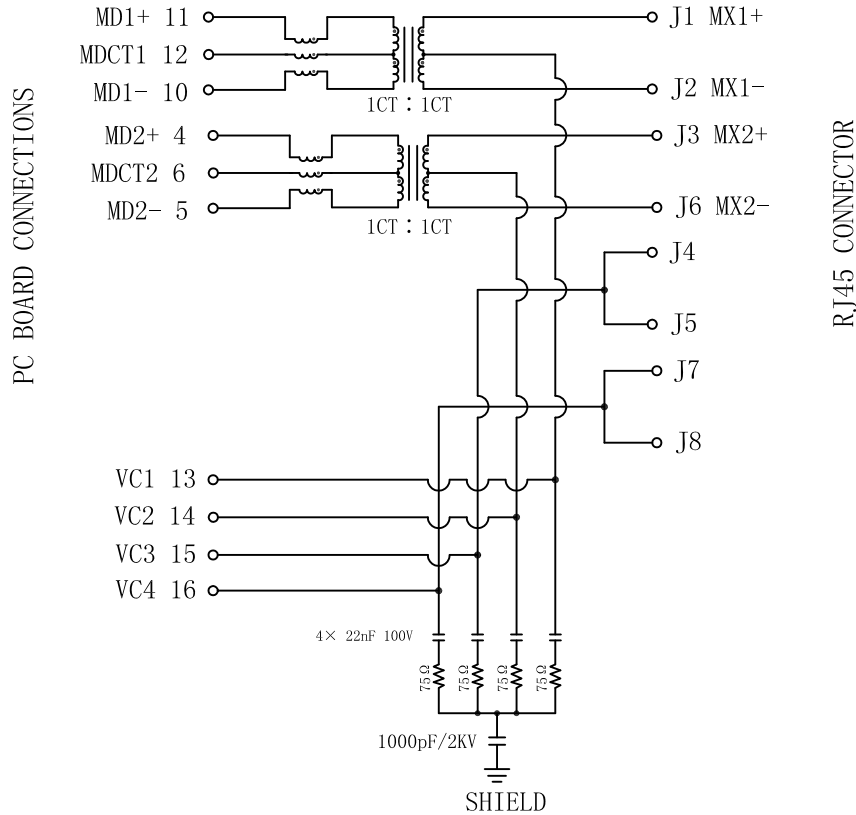 MD1+ 11
J1 MX1+
MDCT1 12
MD1- 10
J2 MX1-
1CT : 1CT
MD2+ 4
J3 MX2+
MDCT2 6
MD2- 5
J6 MX2-
1CT : 1CT
PC BOARD CONNECTIONS
RJ45 CONNECTOR
J4
J5
J7
J8
VC1 13
VC2 14
VC3 15
VC4 16
4× 22nF 100V
75Ω
75Ω
75Ω
75Ω
1000pF/2KV
SHIELD